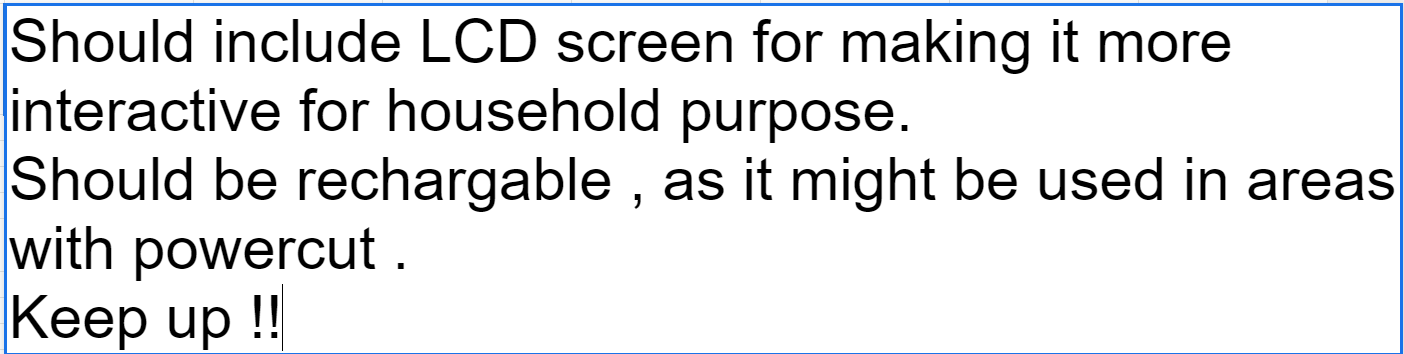 Should include LCD screen for making it more
interactive for household purpose.
Should be rechargable , as it might be used in areas
with powercut .
Keep up !!